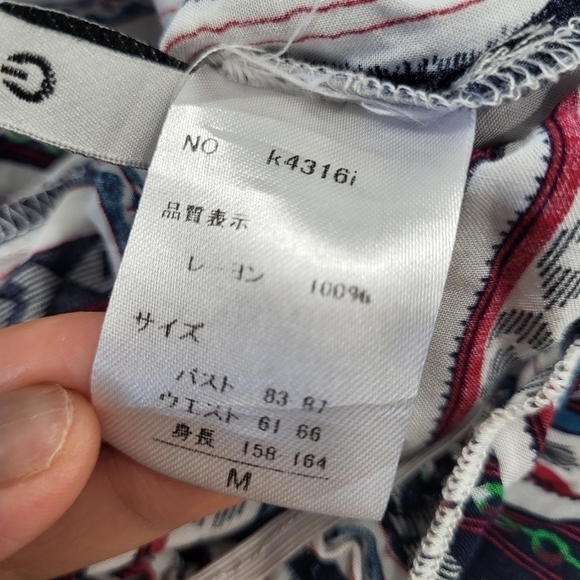 NO k4316i
品質表示
レーヨン 100%
サイズ
バスト 83 87
ウエスト 61 66
身長 158 164
M